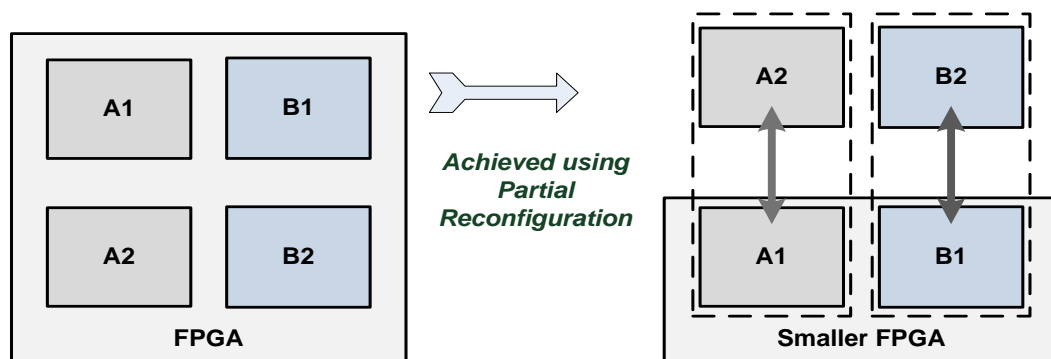 A1
B1
A2
B2
FPGA
Achieved using
Partial
Reconfiguration
A2
B2
A1
B1
Smaller FPGA